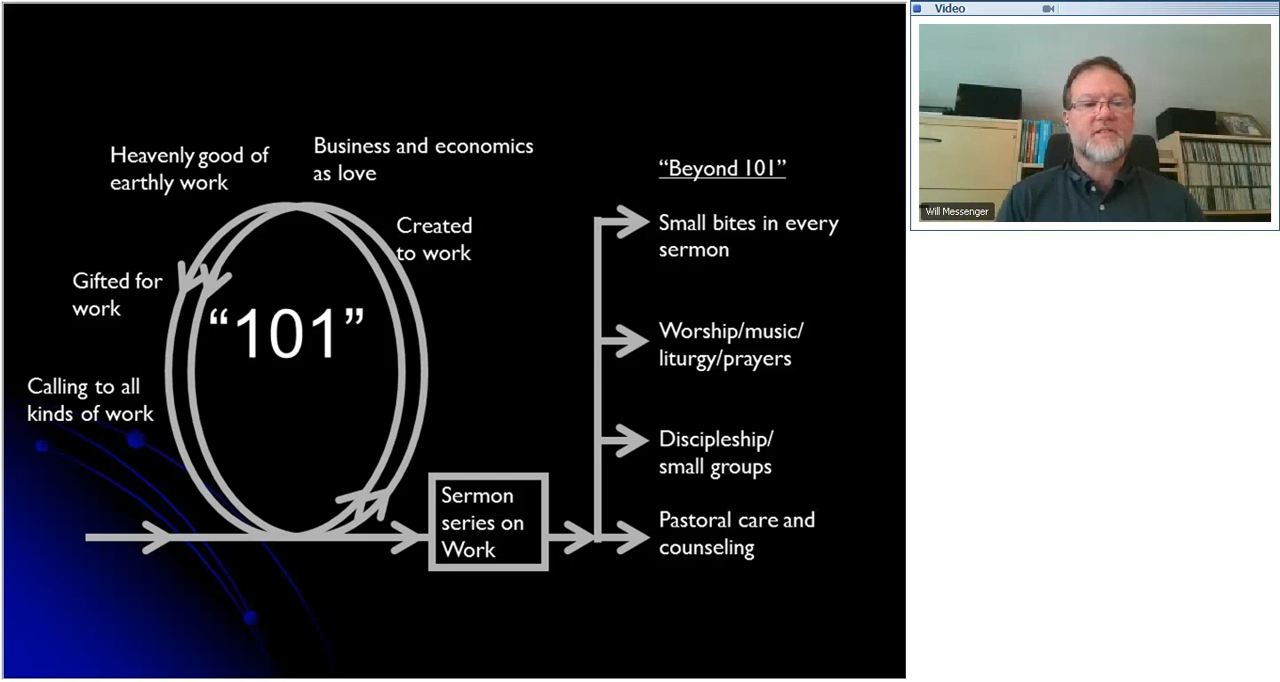 Heavenly good of
earthly work
Business and economics
as love
Created
to work
Gifted for
work
“101”
Calling to all
kinds of work
Sermon
series on
Work
“Beyond 101”
Small bites in every
sermon
Worship/music/
liturgy/prayers
Discipleship/
small groups
Pastoral care and
counseling
Video
Will Messenger